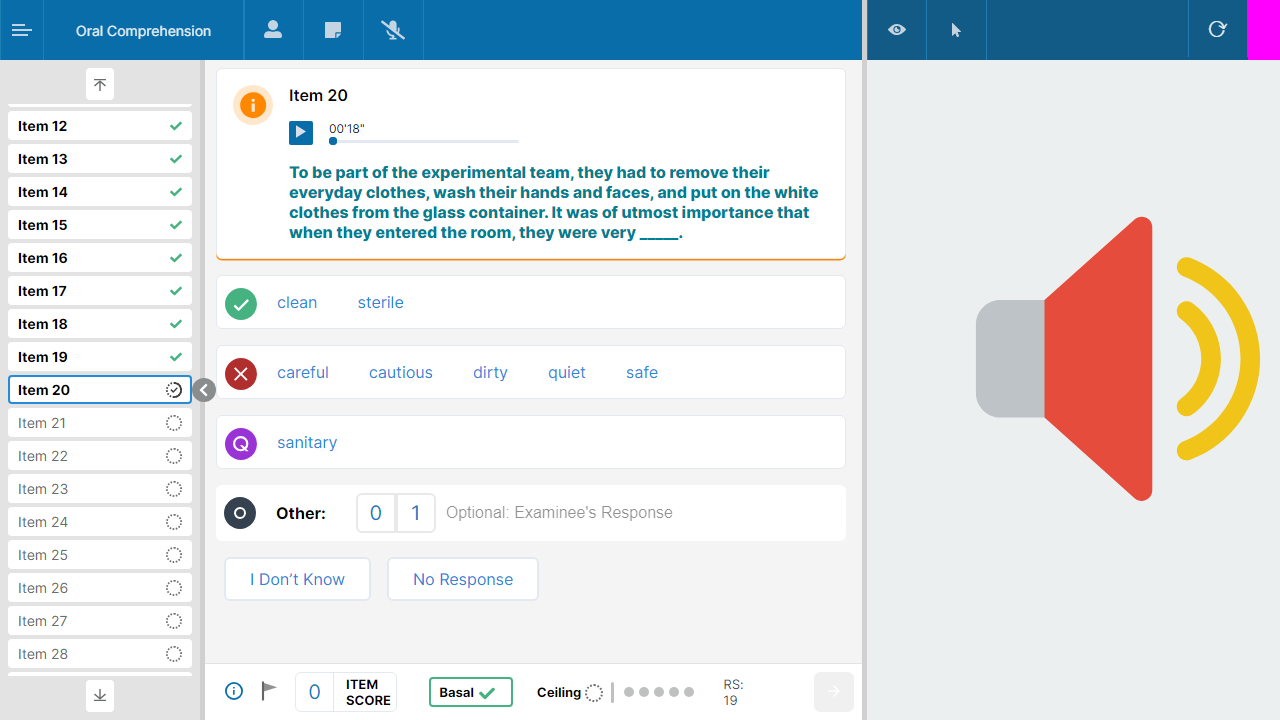 Oral Comprehension
Item 12
Item 13
Item 14
Item 15
Item 16
Item 17
Item 18
Item 19
Item 20
Item 21
Item 22
Item 23
Item 24
Item 25
Item 26
Item 27
Item 28
Item 20
00'18"
To be part of the experimental team, they had to remove their
everyday clothes, wash their hands and faces, and put on the white
clothes from the glass container. It was of utmost importance that
when they entered the room, they were very _____.
clean sterile
careful cautious dirty quiet safe
Q sanitary
Other: 0 1 Optional: Examinee's Response
I Don’t Know No Response
0 ITEM SCORE
Basal
Ceiling
RS:
19